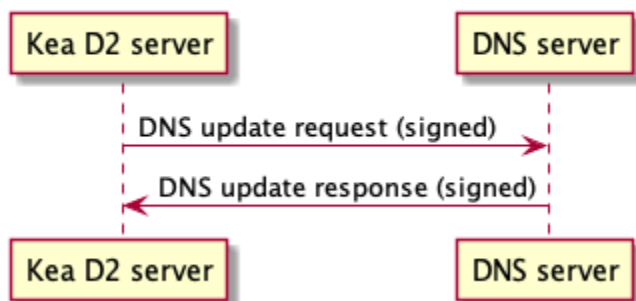 Kea D2 server
DNS server
DNS update request (signed)
DNS update response (signed)
Kea D2 server
DNS server